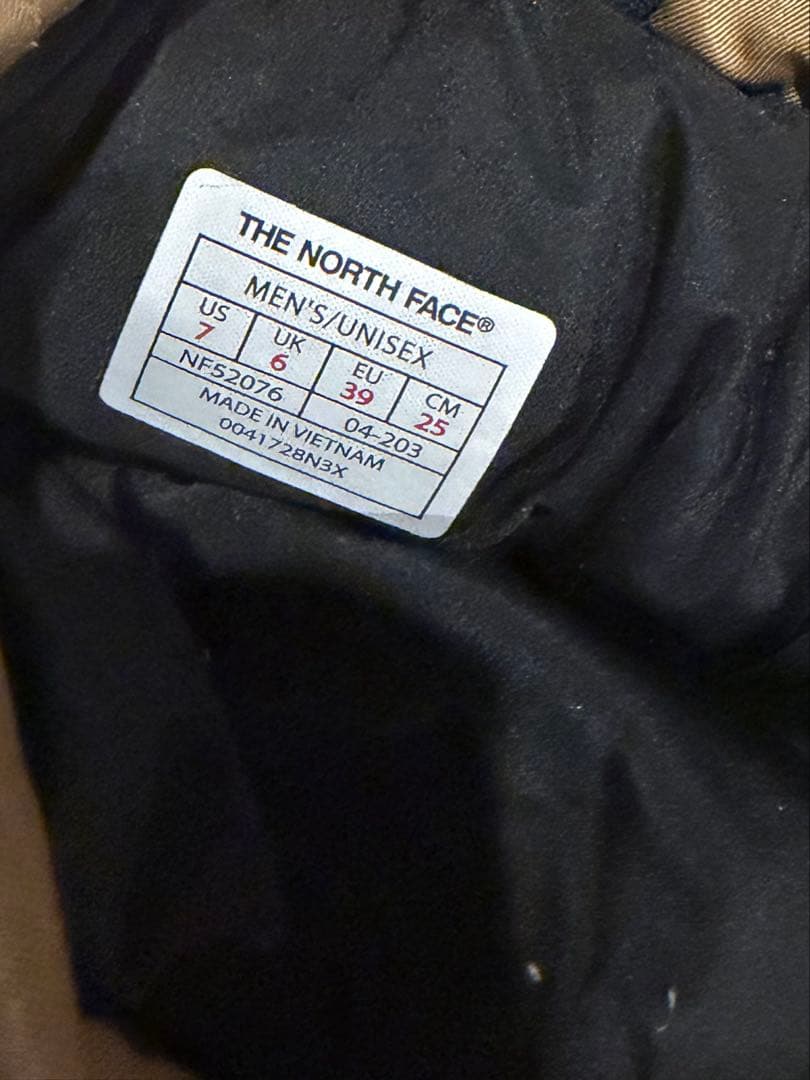 THE NORTH FACE®
MEN'S/UNISEX
US UK EU CM
7 6 39 25
NF52076 04-203
MADE IN VIETNAM
0041728N3X